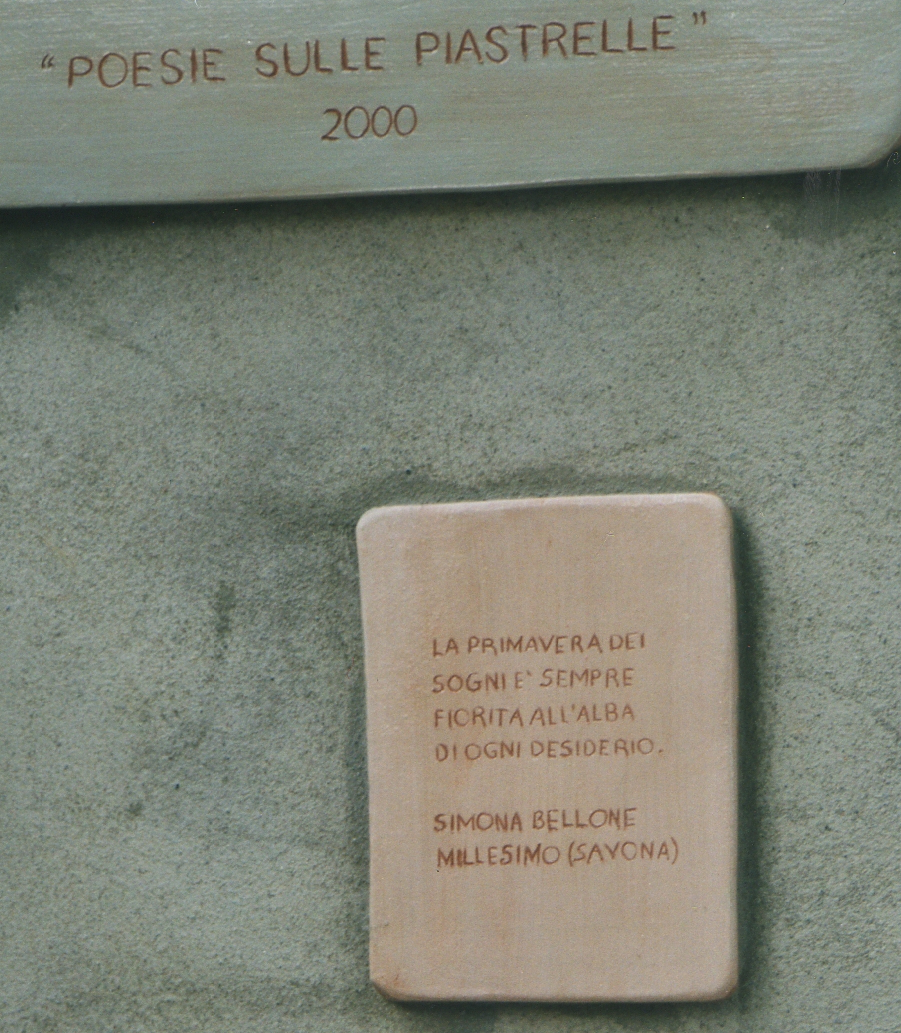 “POESIE SULLE PIASTRELLE”
2000
LA PRIMAVERA DEI
SOGNI E' SEMPRE
FIORITA ALL'ALBA
DI OGNI DESIDERIO.
SIMONA BELLONE
MILLESIMO (SAVONA)